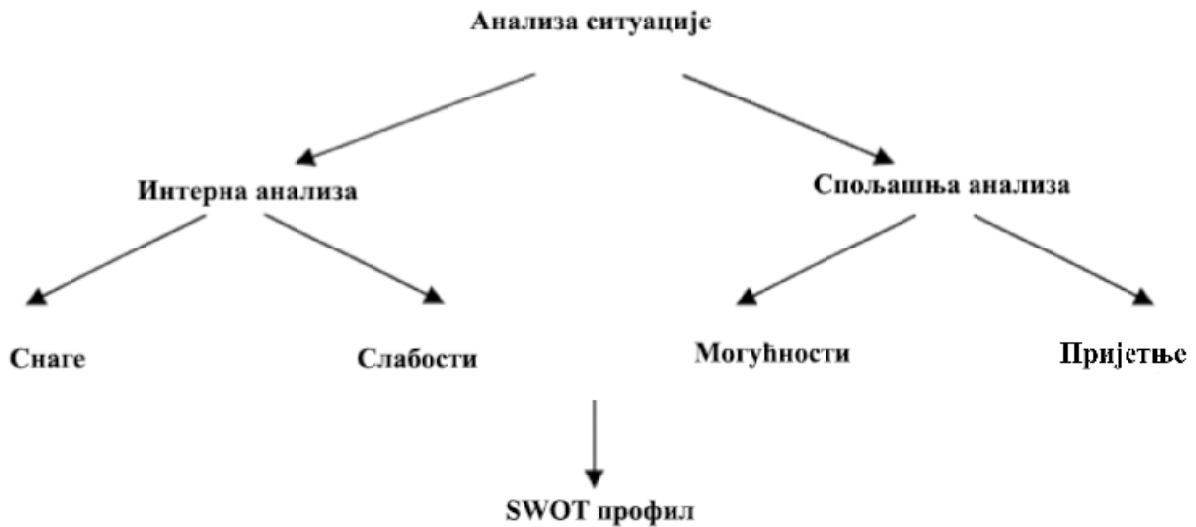 Анализа ситуације
Интерна анализа
Спољашња анализа
Снаге
Слабости
Могућности
Пријетње
SWOT профил